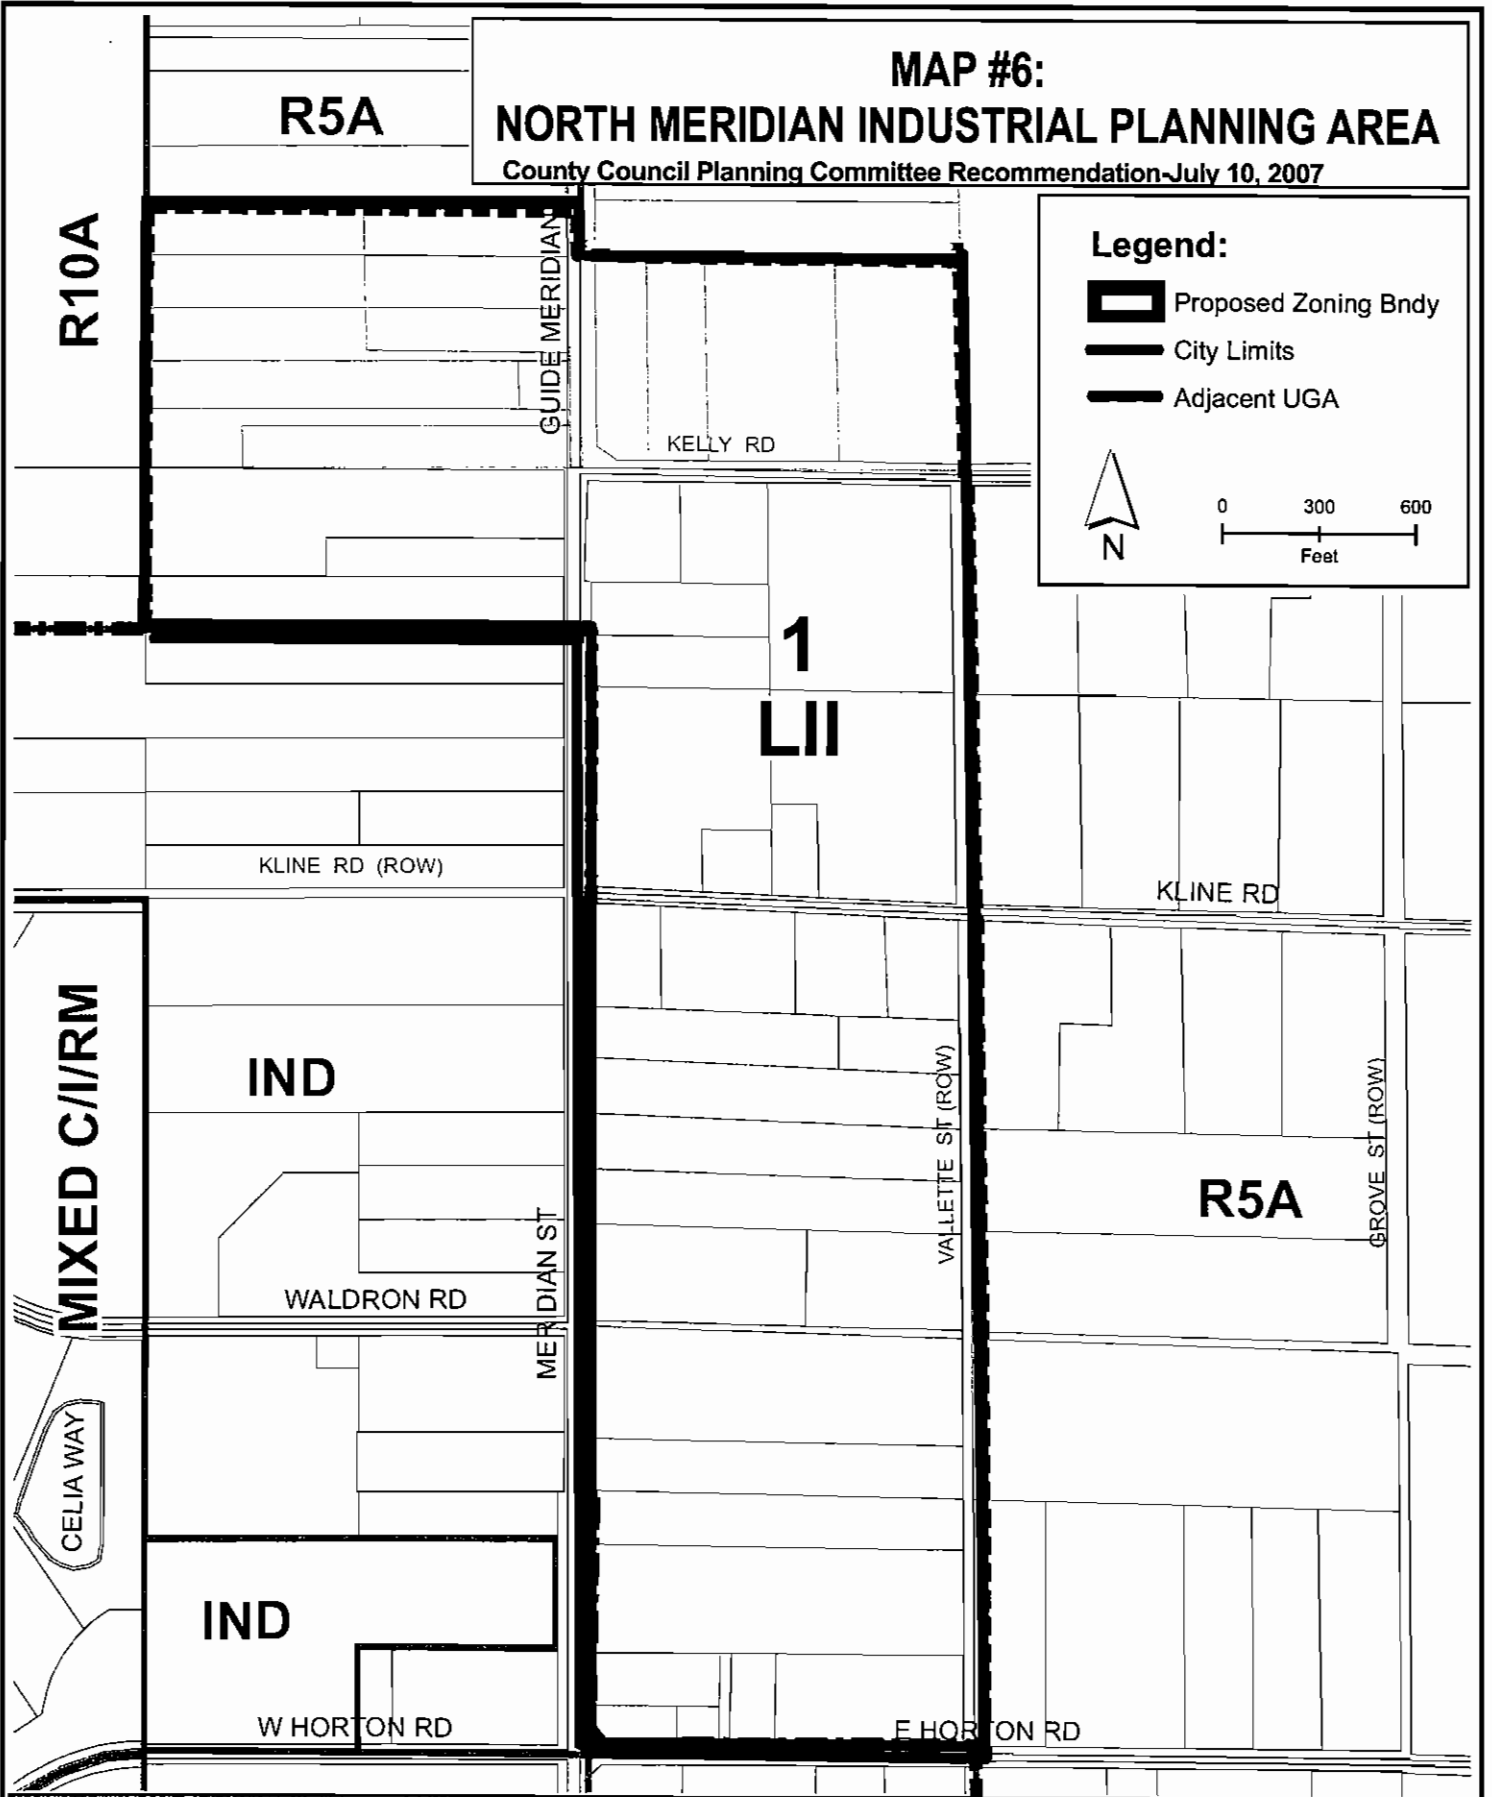 MAP #6:
NORTH MERIDIAN INDUSTRIAL PLANNING AREA
County Council Planning Committee Recommendation-July 10, 2007
R5A
R10A
GUIDE MERIDIAN
Legend:
Proposed Zoning Bndy
City Limits
Adjacent UGA
N
0 300 600
Feet
KELLY RD
1
LII
KLINE RD (ROW)
KLINE RD
MIXED C/I/RM
IND
VALLETTE ST (ROW)
GROVE ST (ROW)
R5A
MERIDIAN ST
WALDRON RD
CELIA WAY
IND
W HORTON RD
E HORTON RD